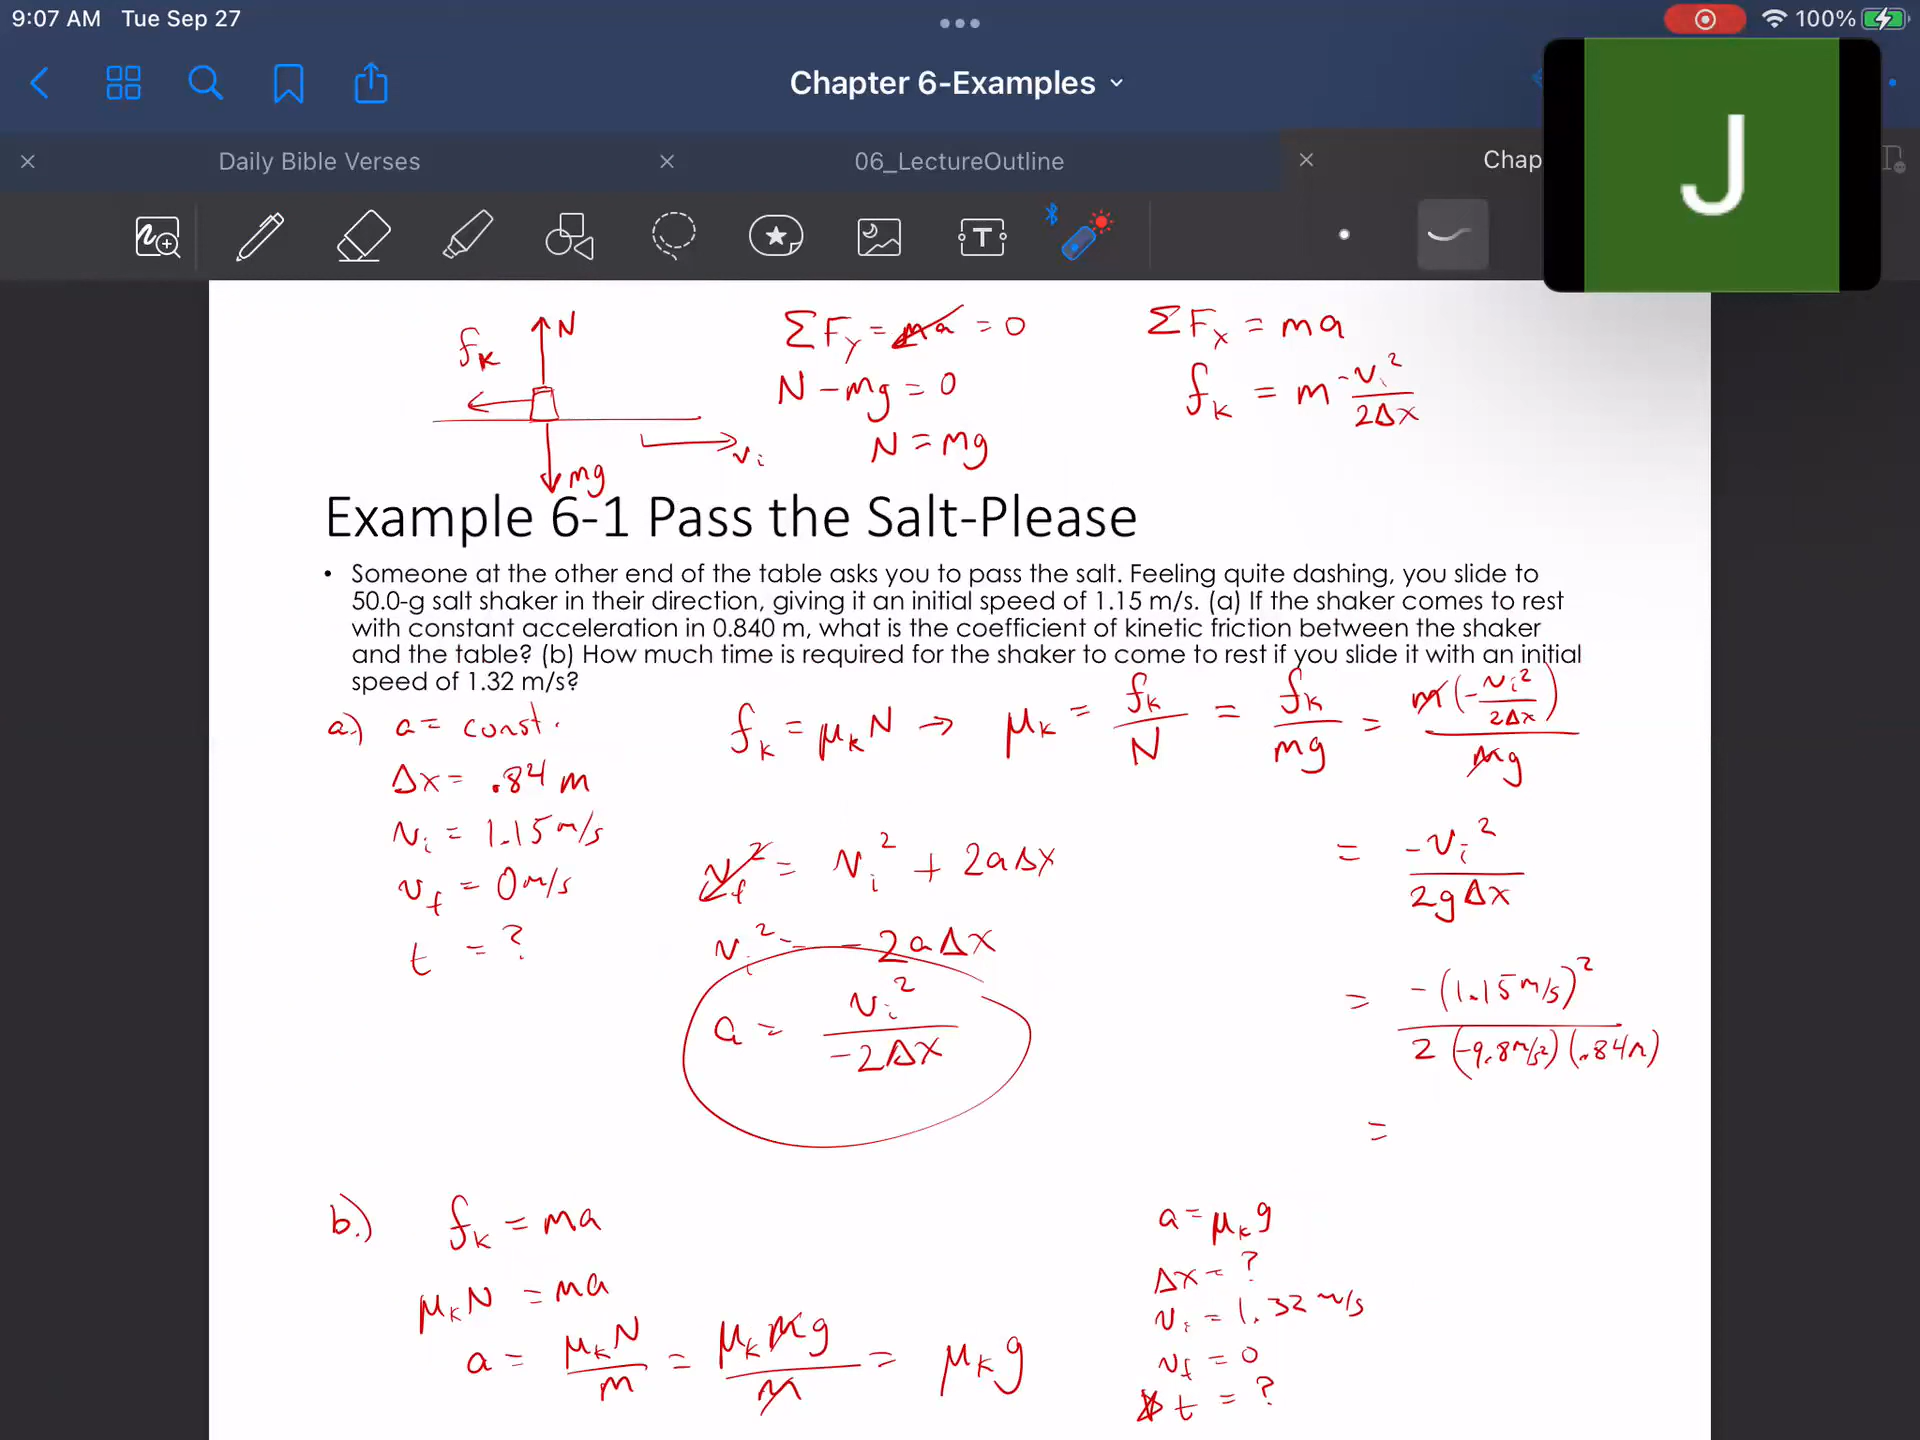 9:07 AM Tue Sep 27
100%
Chapter 6-Examples
Daily Bible Verses
06_LectureOutline
Chap
J
T
fₖ
N
mg
vᵢ
ΣF_y = ma = 0
N - mg = 0
N = mg
ΣFₓ = ma
fₖ = m -vᵢ²/2Δx
Example 6-1 Pass the Salt-Please
• Someone at the other end of the table asks you to pass the salt. Feeling quite dashing, you slide to
50.0-g salt shaker in their direction, giving it an initial speed of 1.15 m/s. (a) If the shaker comes to rest
with constant acceleration in 0.840 m, what is the coefficient of kinetic friction between the shaker
and the table? (b) How much time is required for the shaker to come to rest if you slide it with an initial
speed of 1.32 m/s?
a.) a = const.
Δx = .84 m
vᵢ = 1.15 m/s
v_f = 0 m/s
t = ?
fₖ = μₖN → μₖ = fₖ/N = fₖ/mg = m(-vᵢ²/2Δx)/mg
v_f² = vᵢ² + 2aΔx
vᵢ² = -2aΔx
a = vᵢ²/-2Δx
= -vᵢ²/2gΔx
= -(1.15 m/s)²/2(-9.8 m/s²)(.84 m)
=
b.) fₖ = ma
μₖN = ma
a = μₖN/m = μₖmg/m = μₖg
a = μₖg
Δx = ?
vᵢ = 1.32 m/s
v_f = 0
t = ?